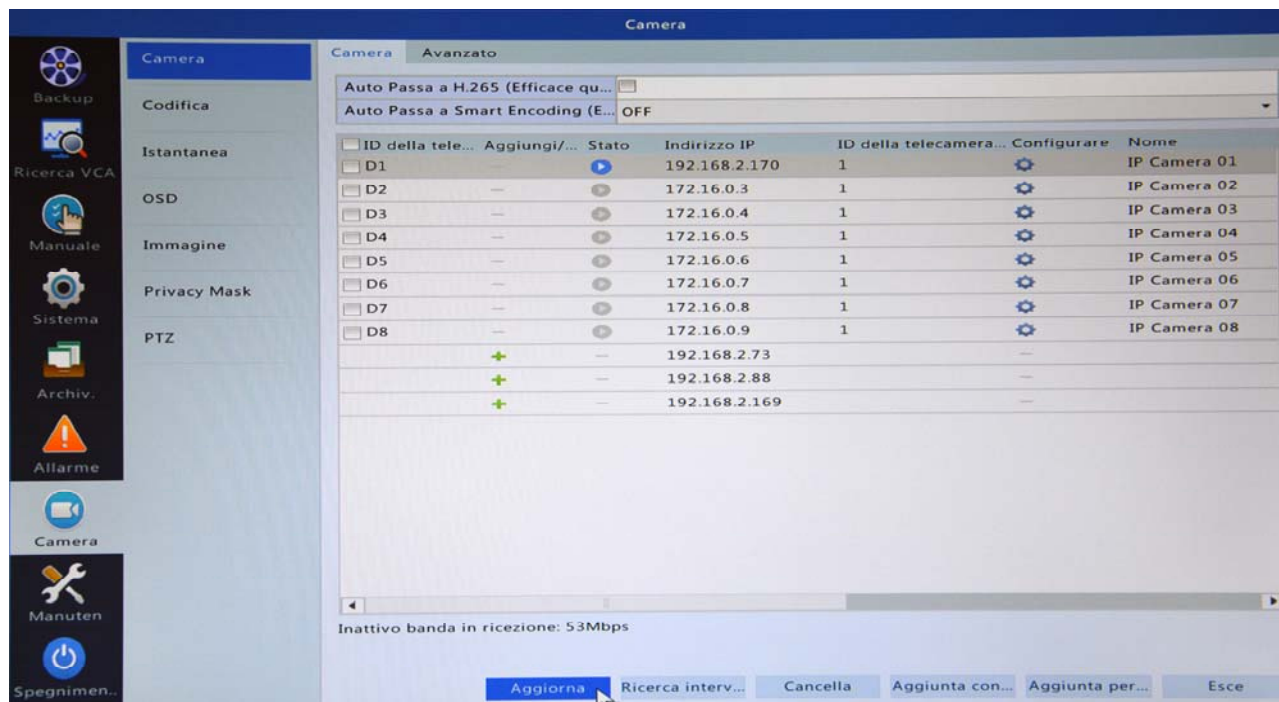 Camera
Backup
Ricerca VCA
Manuale
Sistema
Archiv.
Allarme
Camera
Manuten
Spegnimen..
Camera
Codifica
Istantanea
OSD
Immagine
Privacy Mask
PTZ
Camera Avanzato
Auto Passa a H.265 (Efficace qu...
Auto Passa a Smart Encoding (E... OFF
ID della tele... Aggiungi/... Stato Indirizzo IP ID della telecamera... Configurare Nome
D1 192.168.2.170 1 IP Camera 01
D2 — 172.16.0.3 1 IP Camera 02
D3 — 172.16.0.4 1 IP Camera 03
D4 — 172.16.0.5 1 IP Camera 04
D5 — 172.16.0.6 1 IP Camera 05
D6 — 172.16.0.7 1 IP Camera 06
D7 — 172.16.0.8 1 IP Camera 07
D8 — 172.16.0.9 1 IP Camera 08
+ — 192.168.2.73 —
+ — 192.168.2.88 —
+ — 192.168.2.169 —
Inattivo banda in ricezione: 53Mbps
Aggiorna Ricerca interv... Cancella Aggiunta con... Aggiunta per... Esce